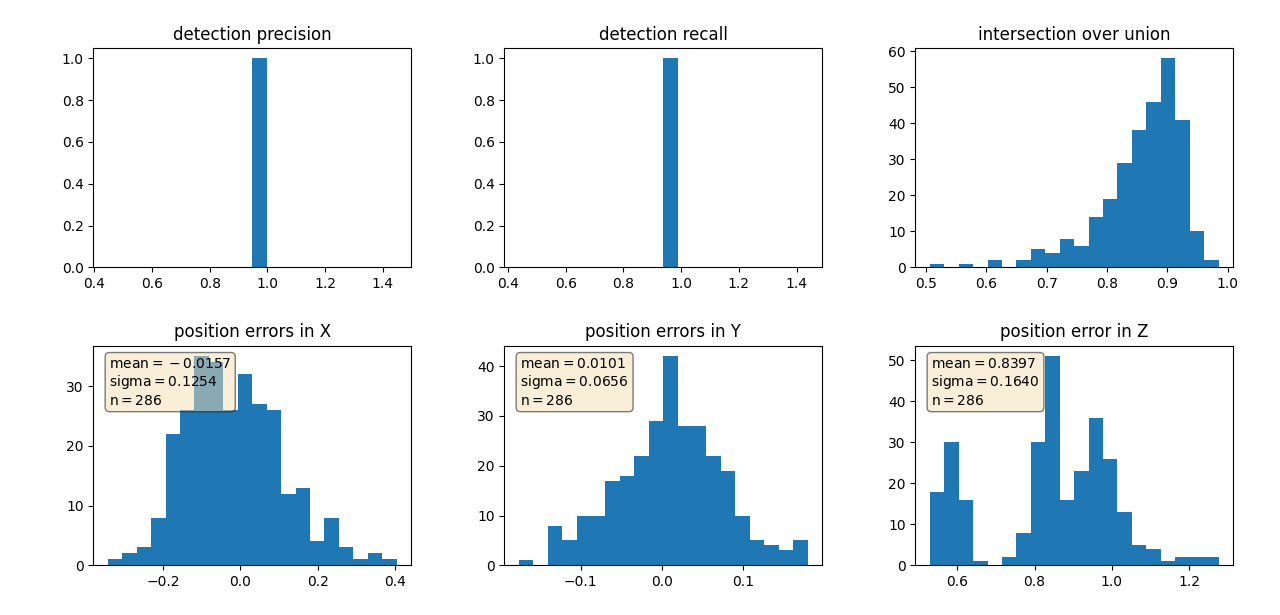 detection precision
1.0
0.8
0.6
0.4
0.2
0.0
0.4 0.6 0.8 1.0 1.2 1.4
detection recall
1.0
0.8
0.6
0.4
0.2
0.0
0.4 0.6 0.8 1.0 1.2 1.4
intersection over union
60
50
40
30
20
10
0
0.5 0.6 0.7 0.8 0.9 1.0
position errors in X
mean = −0.0157
sigma = 0.1254
n = 286
30
20
10
0
−0.2 0.0 0.2 0.4
position errors in Y
mean = 0.0101
sigma = 0.0656
n = 286
40
30
20
10
0
−0.1 0.0 0.1
position error in Z
mean = 0.8397
sigma = 0.1640
n = 286
50
40
30
20
10
0
0.6 0.8 1.0 1.2